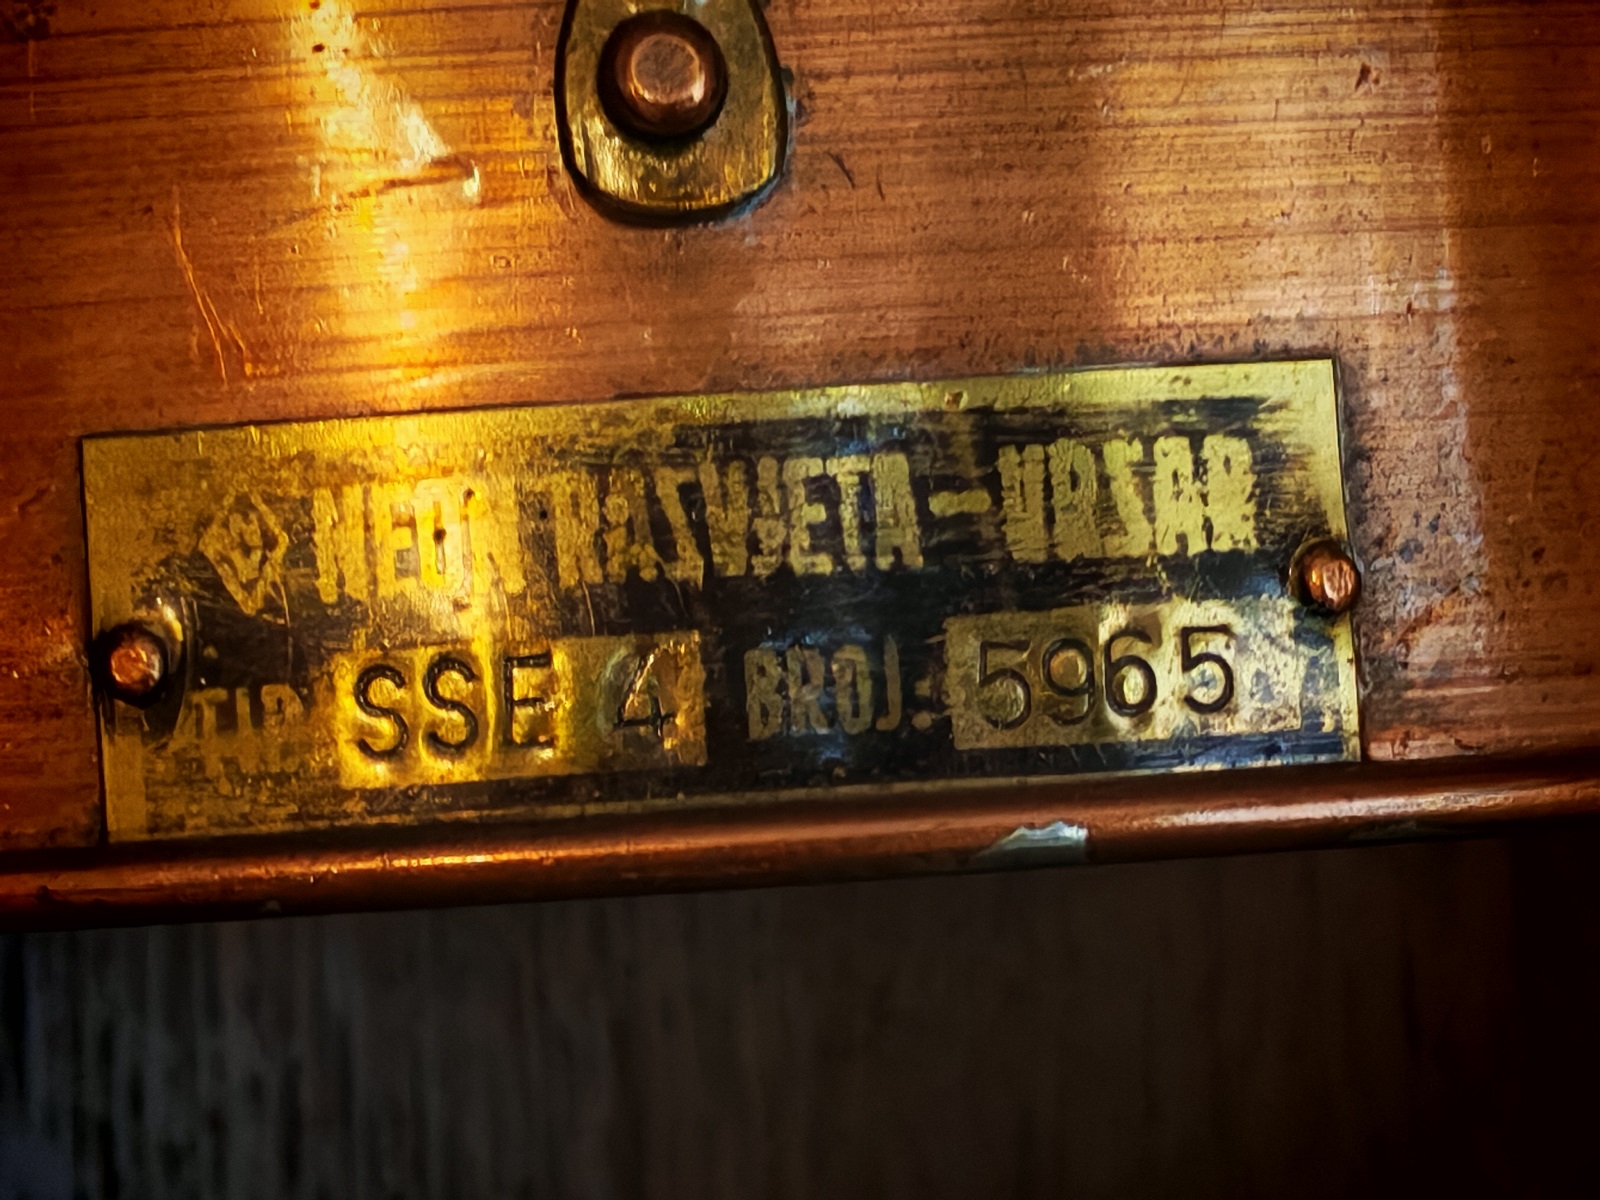 NEON RASVJETA-VRSAR
TIP SSE 4 BROJ: 5965